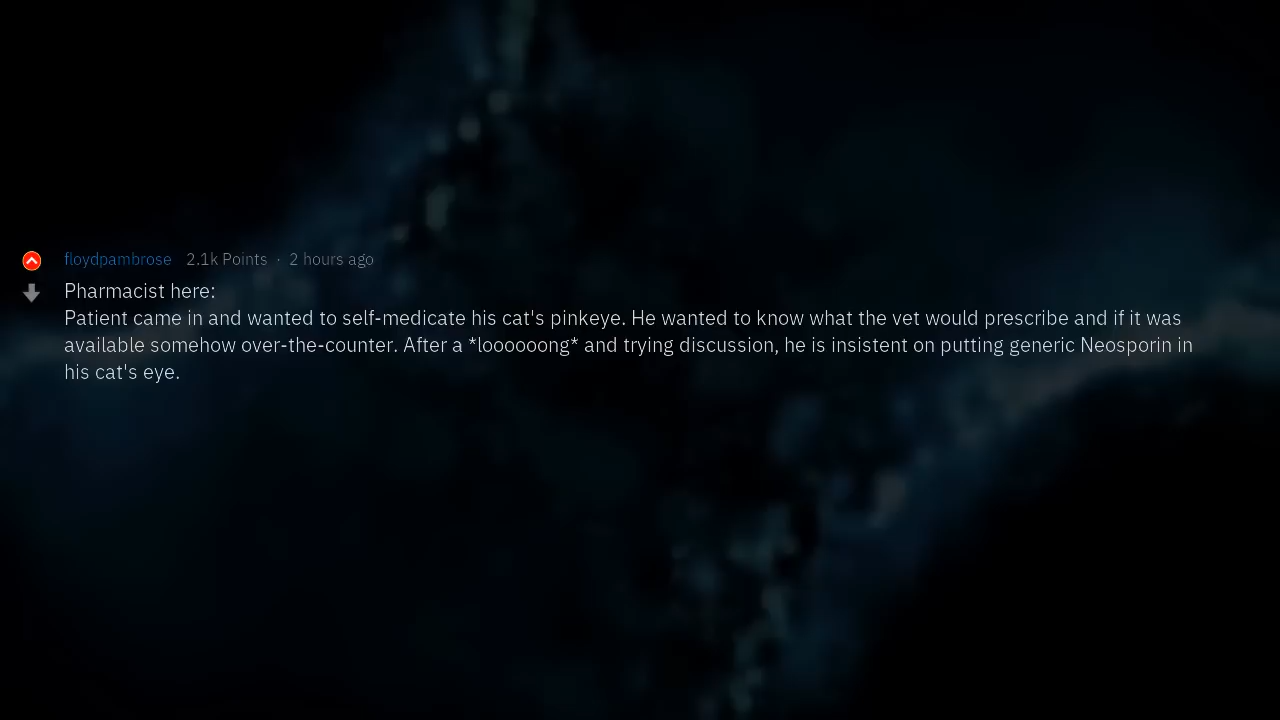 floydpambrose 2.1k Points · 2 hours ago
Pharmacist here:
Patient came in and wanted to self-medicate his cat's pinkeye. He wanted to know what the vet would prescribe and if it was
available somehow over-the-counter. After a *loooooong* and trying discussion, he is insistent on putting generic Neosporin in
his cat's eye.